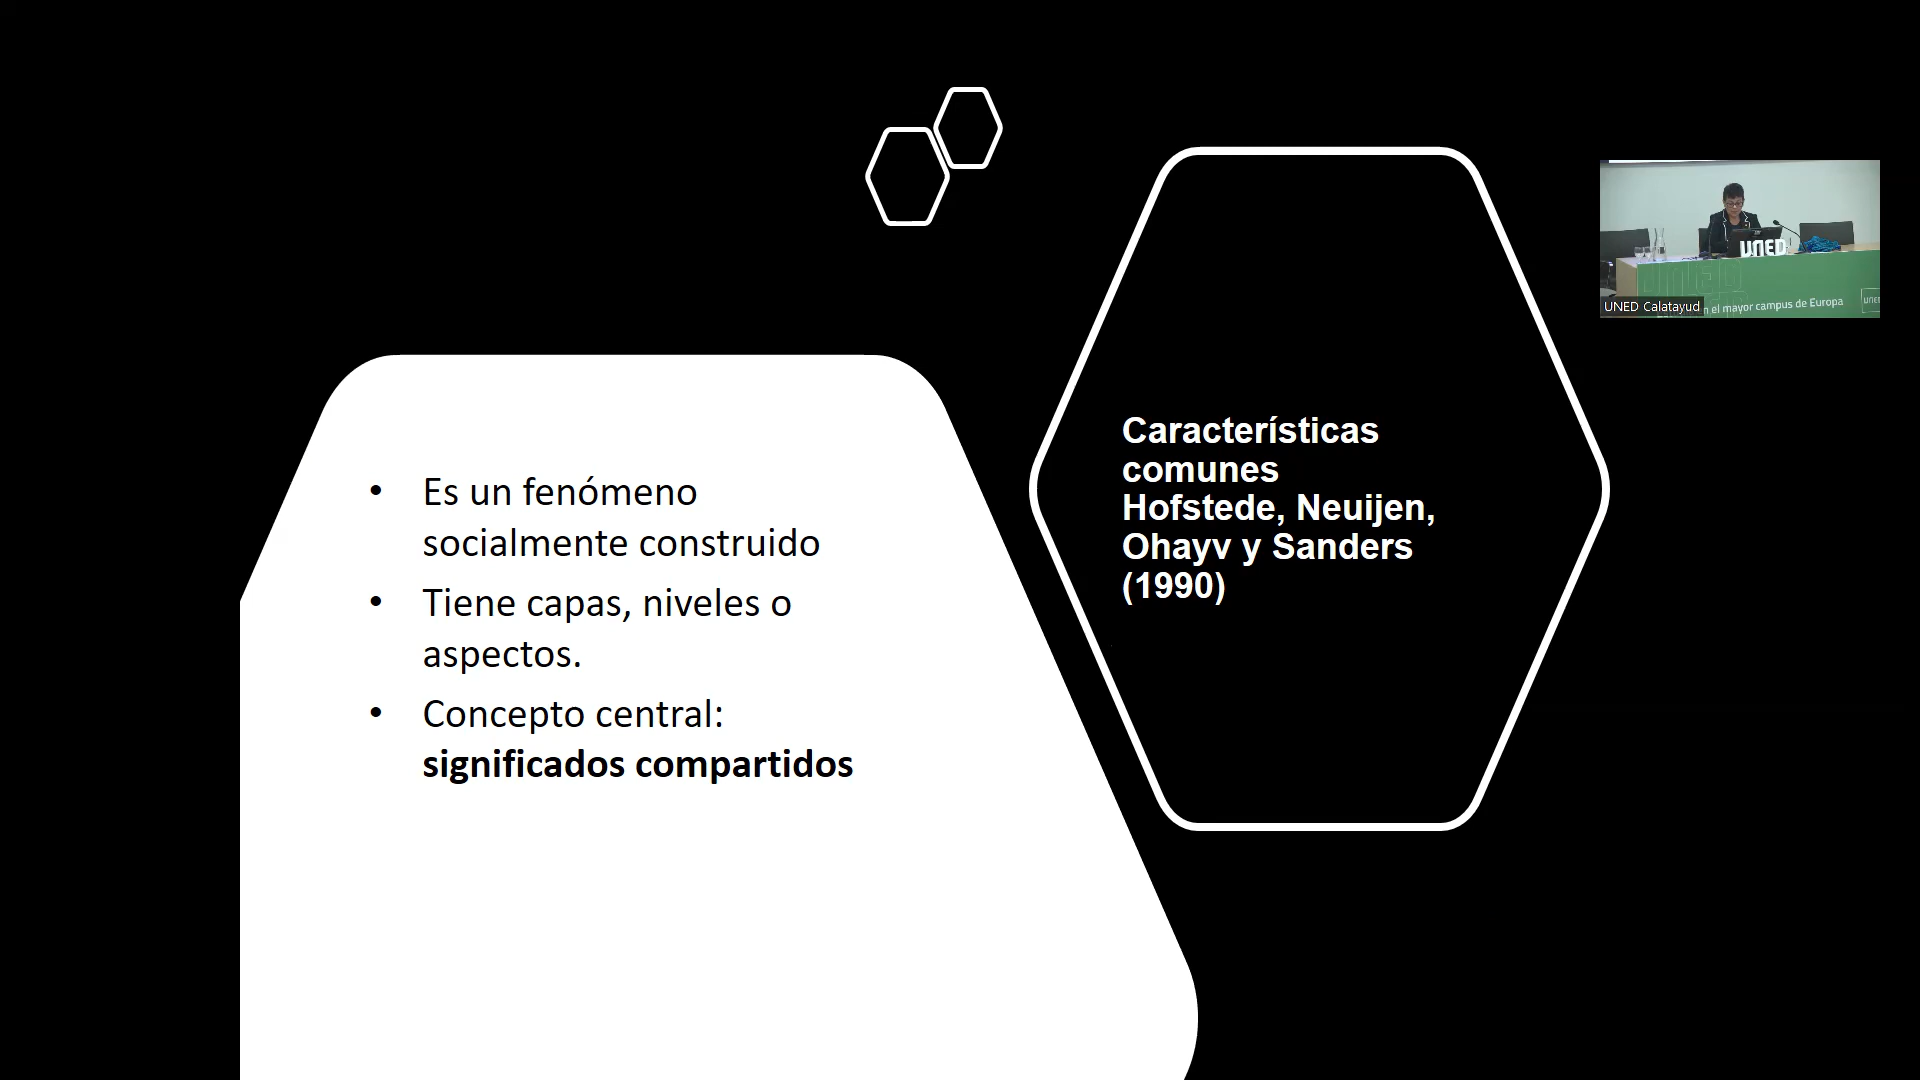 • Es un fenómeno
socialmente construido
• Tiene capas, niveles o
aspectos.
• Concepto central:
significados compartidos
Características
comunes
Hofstede, Neuijen,
Ohayv y Sanders
(1990)
UNED
UNED Calatayud
el mayor campus de Europa